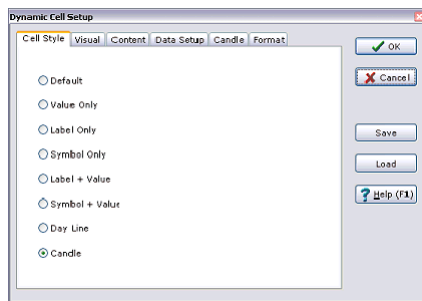 Dynamic Cell Setup
Cell Style Visual Content Data Setup Candle Format
OK
Cancel
Default
Value Only
Label Only
Symbol Only
Label + Value
Symbol + Value
Day Line
Candle
Save
Load
Help (F1)